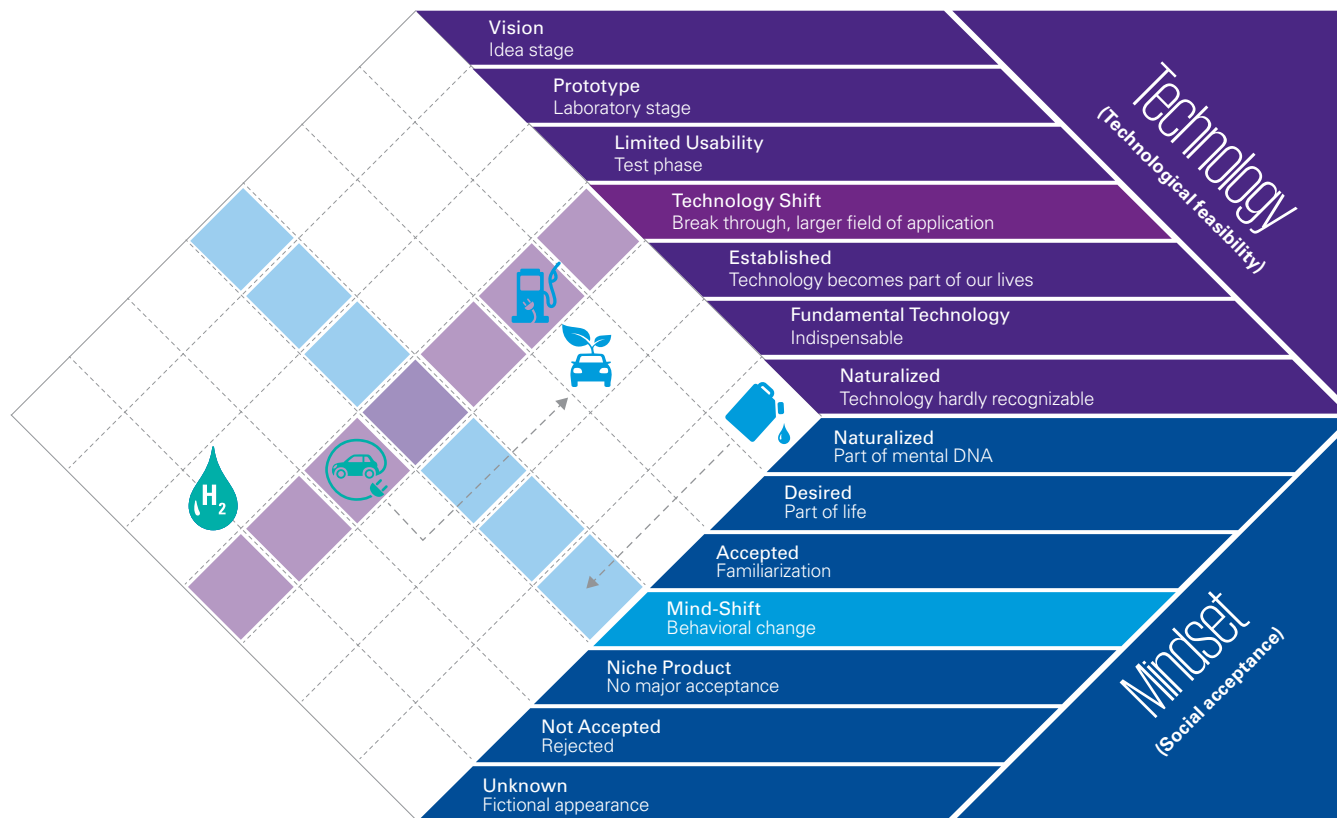 Vision
Idea stage
Prototype
Laboratory stage
Limited Usability
Test phase
Technology Shift
Break through, larger field of application
Established
Technology becomes part of our lives
Fundamental Technology
Indispensable
Naturalized
Technology hardly recognizable
Technology
(Technological feasibility)
H2
Naturalized
Part of mental DNA
Desired
Part of life
Accepted
Familiarization
Mind-Shift
Behavioral change
Niche Product
No major acceptance
Not Accepted
Rejected
Unknown
Fictional appearance
Mindset
(Social acceptance)